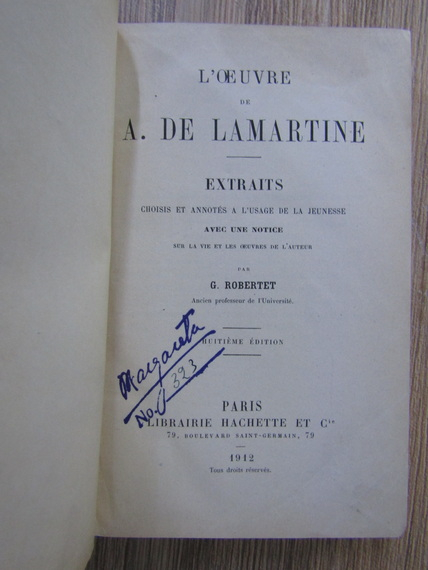 L'ŒUVRE
DE
A. DE LAMARTINE
EXTRAITS
CHOISIS ET ANNOTÉS A L'USAGE DE LA JEUNESSE
AVEC UNE NOTICE
SUR LA VIE ET LES ŒUVRES DE L'AUTEUR
PAR
G. ROBERTET
Ancien professeur de l'Université.
HUITIÈME ÉDITION
Margareta
No. 393
PARIS
LIBRAIRIE HACHETTE ET Cie
79, BOULEVARD SAINT-GERMAIN, 79
1912
Tous droits réservés.